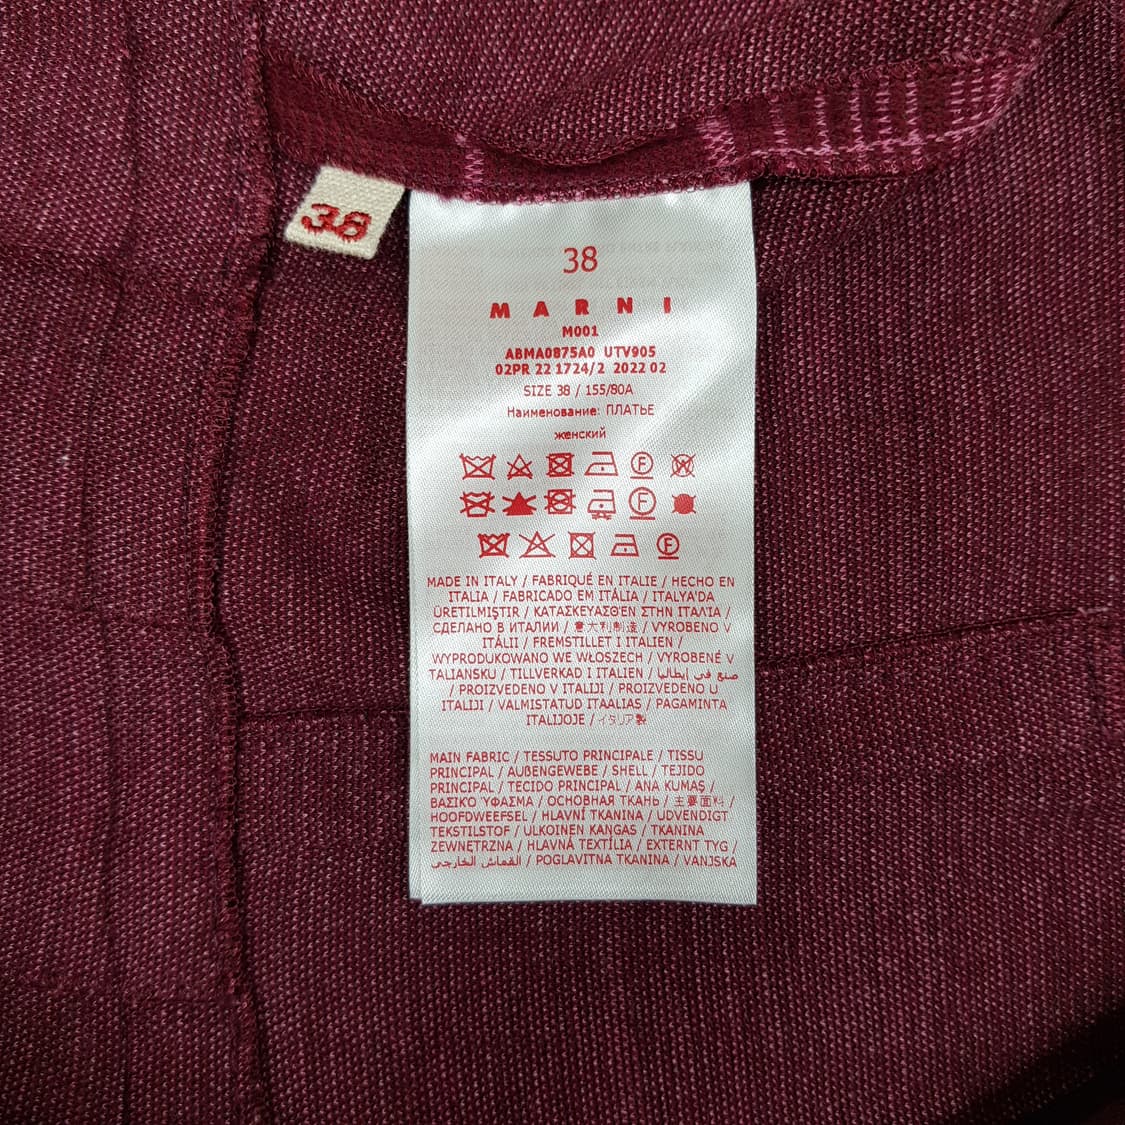 38
38
MARNI
M001
ABMA0875A0 UTV905
02PR 22 1724/2 2022 02
SIZE 38 / 155/80A
Наименование: ПЛАТЬЕ
женский
MADE IN ITALY / FABRIQUÉ EN ITALIE / HECHO EN
ITALIA / FABRICADO EM ITÁLIA / ITALYA'DA
ÜRETILMIŞTIR / ΚΑΤΑΣΚΕΥΑΣΘ'ΕΝ ΣΤΗΝ ΙΤΑΛ'ΙΑ /
СДЕЛАНО В ИТАЛИИ / 意大利制造 / VYROBENO V
ITÁLII / FREMSTILLET I ITALIEN /
WYPRODUKOWANO WE WŁOSZECH / VYROBENÉ V
TALIANSKU / TILLVERKAD I ITALIEN / صنع في إيطاليا
/ PROIZVEDENO V ITALIJI / PROIZVEDENO U
ITALIJI / VALMISTATUD ITAALIAS / PAGAMINTA
ITALIJOJE / イタリア製
MAIN FABRIC / TESSUTO PRINCIPALE / TISSU
PRINCIPAL / AUßENGEWEBE / SHELL / TEJIDO
PRINCIPAL / TECIDO PRINCIPAL / ANA KUMAŞ /
ΒΑΣΙΚΟ 'ΥΦΑΣΜΑ / ОСНОВНАЯ ТКАНЬ / 主要面料 /
HOOFDWEEFSEL / HLAVNÍ TKANINA / UDVENDIGT
TEKSTILSTOF / ULKOINEN KANGAS / TKANINA
ZEWNĘTRZNA / HLAVNÁ TEXTÍLIA / EXTERNT TYG /
القماش الخارجي / POGLAVITNA TKANINA / VANJSKA